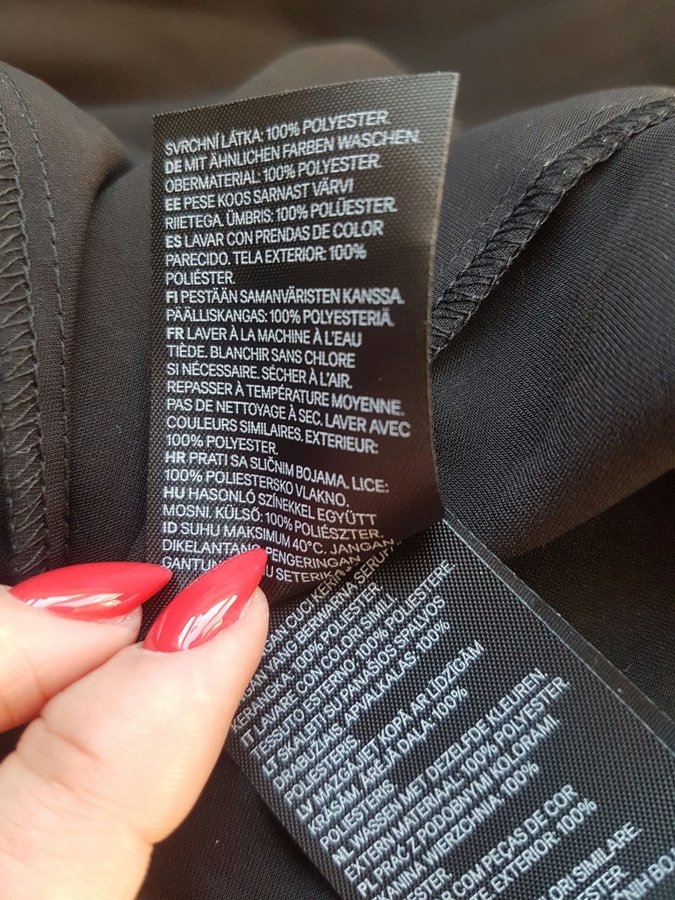 SVRCHNÍ LÁTKA: 100% POLYESTER.
DE MIT ÄHNLICHEN FARBEN WASCHEN.
OBERMATERIAL: 100% POLYESTER.
EE PESE KOOS SARNAST VÄRVI
RIIETEGA. ÜMBRIS: 100% POLÜESTER.
ES LAVAR CON PRENDAS DE COLOR
PARECIDO. TELA EXTERIOR: 100%
POLIÉSTER.
FI PESTÄÄN SAMANVÄRISTEN KANSSA.
PÄÄLLISKANGAS: 100% POLYESTERIÄ.
FR LAVER À LA MACHINE À L'EAU
TIÈDE. BLANCHIR SANS CHLORE
SI NÉCESSAIRE. SÉCHER À L'AIR.
REPASSER À TEMPÉRATURE MOYENNE.
PAS DE NETTOYAGE À SEC. LAVER AVEC
COULEURS SIMILAIRES. EXTERIEUR:
100% POLYESTER.
HR PRATI SA SLIČNIM BOJAMA. LICE:
100% POLIESTERSKO VLAKNO.
HU HASONLÓ SZÍNEKKEL EGYÜTT
MOSNI. KÜLSŐ: 100% POLIÉSZTER.
ID SUHU MAKSIMUM 40°C. JANGAN
DIKELANTANG. PENGERINGAN
YANG BERWARNA
KERANGKA: 100% POLYESTER
IT LAVARE CON COLORI SIMILI.
TESSUTO ESTERNO: 100% POLIESTERE.
LT SKALBTI SU PANAŠIOS SPALVOS
DRABUŽIAIS. APVALKALAS: 100%
POLIESTERIS
LV MAZGĀJIET KOPĀ AR LĪDZĪGĀM
KRĀSĀM. ĀRĒJĀ DAĻA: 100%
POLIESTERIS
NL WASSEN MET DEZELFDE KLEUREN.
EXTERN MATERIAAL: 100% POLYESTER
PL PRAĆ Z PODOBNYMI KOLORAMI.
WIERZCHNIA: 100%
COM PEÇAS DE COR
EXTERIOR: 100%
SIMILARE.